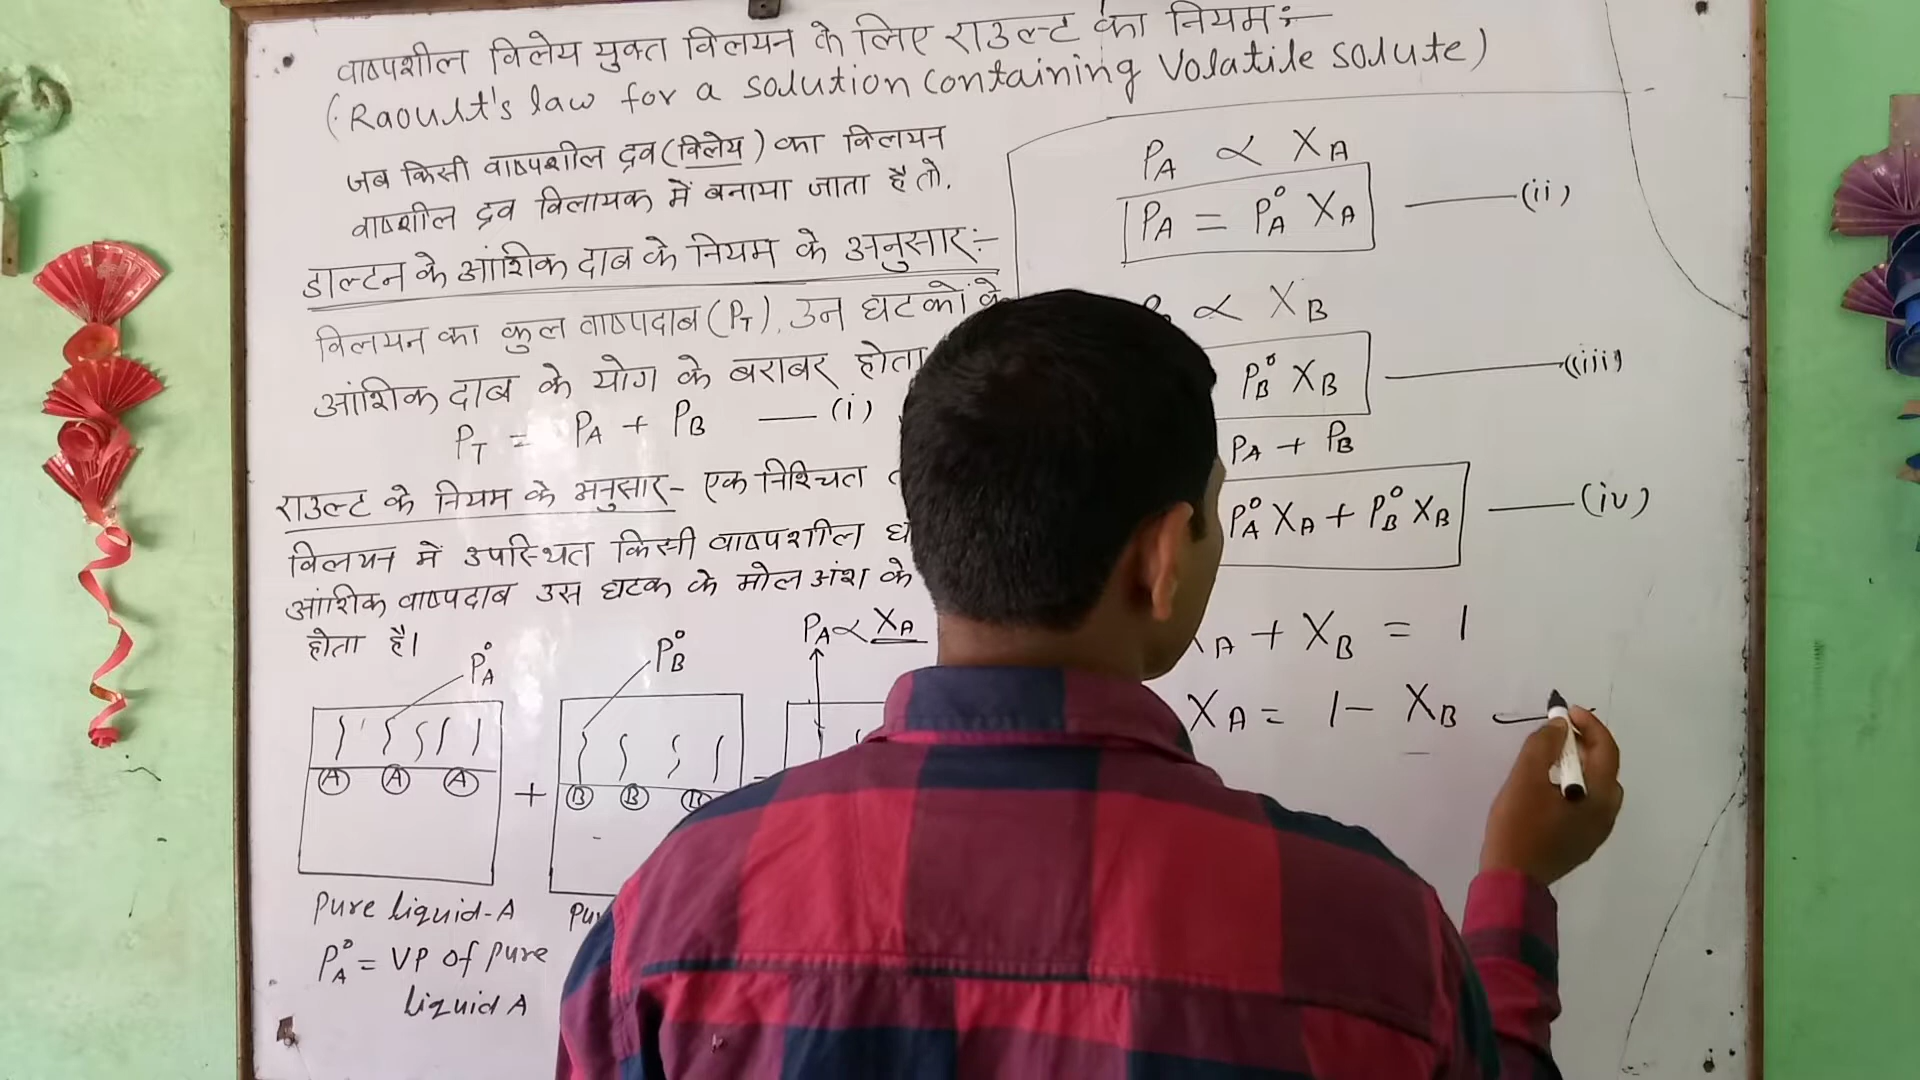 वाष्पशील विलेय युक्त विलयन के लिए राउल्ट का नियम :-
(Raoult's law for a solution containing Volatile solute)
जब किसी वाष्पशील द्रव (विलेय) का विलयन
वाष्शील द्रव विलायक में बनाया जाता है तो,
डाल्टन के आंशिक दाब के नियम के अनुसार :-
विलयन का कुल वाष्पदाब (P_T), उन घटकों के
आंशिक दाब के योग के बराबर होता
P_T = P_A + P_B — (i)
राउल्ट के नियम के अनुसार - एक निश्चित
विलयन में उपस्थित किसी वाष्पशील
आंशिक वाष्पदाब उस घटक के मोल अंश के
होता है।
P_A ∝ X_A
P°_A
P°_B
A A A + B B B
Pure liquid-A
P°_A = VP of pure
liquid A
P_A ∝ X_A
P_A = P°_A X_A — (ii)
∝ X_B
P°_B X_B — (iii)
P_A + P_B
P°_A X_A + P°_B X_B — (iv)
X_A + X_B = 1
X_A = 1 - X_B —